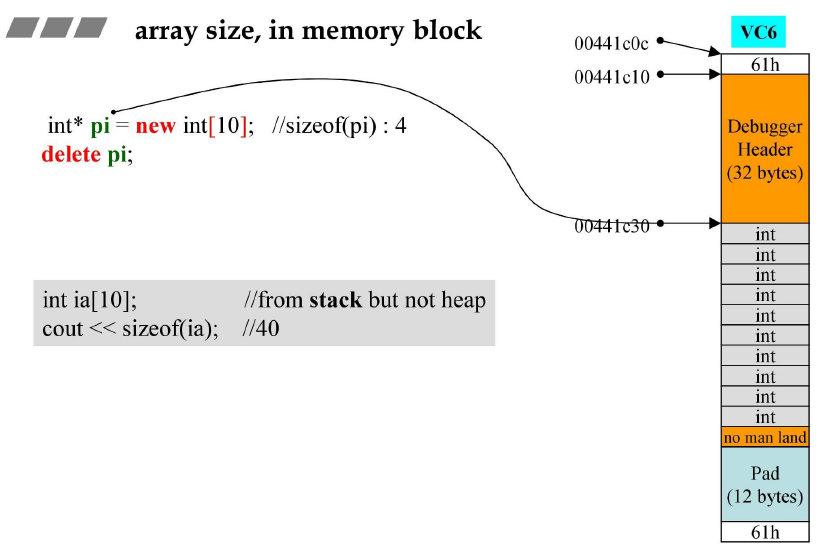 array size, in memory block
VC6
00441c0c
61h
00441c10
int* pi = new int[10]; //sizeof(pi) : 4
delete pi;
Debugger
Header
(32 bytes)
00441c30
int
int
int
int
int
int
int
int
int
int
int ia[10]; //from stack but not heap
cout << sizeof(ia); //40
no man land
Pad
(12 bytes)
61h